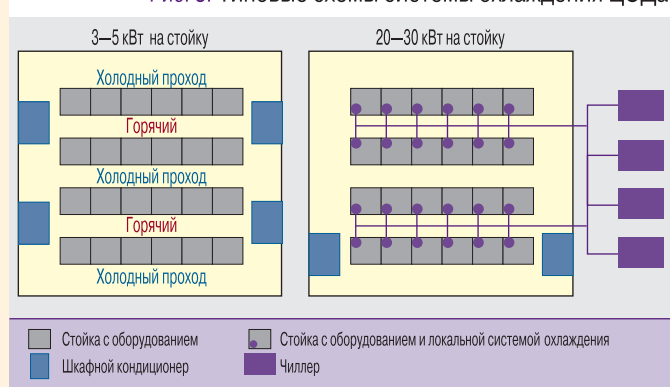 Типовые схемы системы охлаждения ЦОДа
3—5 кВт на стойку
20—30 кВт на стойку
Холодный проход
Горячий
Холодный проход
Горячий
Холодный проход
Стойка с оборудованием
Стойка с оборудованием и локальной системой охлаждения
Шкафной кондиционер
Чиллер